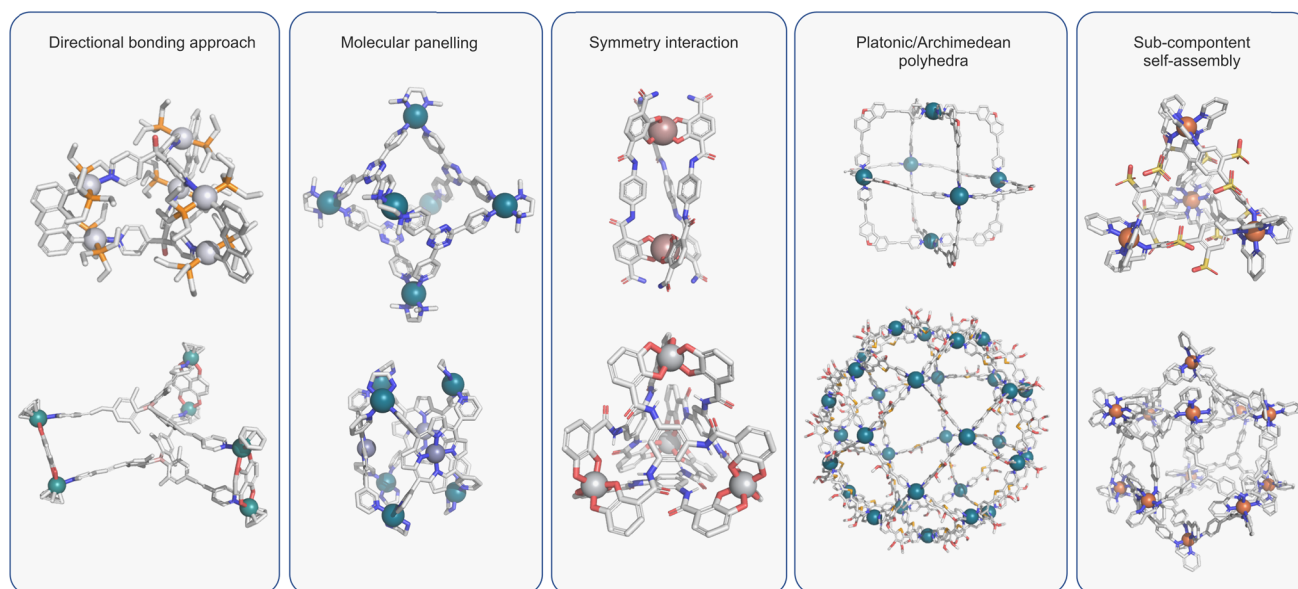 Directional bonding approach
Molecular panelling
Symmetry interaction
Platonic/Archimedean
polyhedra
Sub-compontent
self-assembly